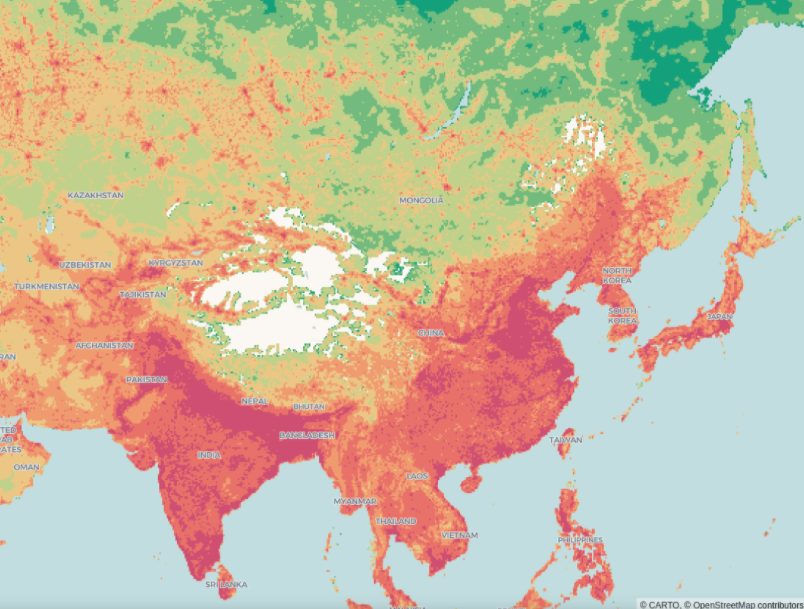 KAZAKHSTAN
MONGOLIA
UZBEKISTAN
KYRGYZSTAN
TURKMENISTAN
TAJIKISTAN
NORTH
KOREA
SOUTH
KOREA
JAPAN
CHINA
AFGHANISTAN
RAN
PAKISTAN
NEPAL
BHUTAN
TED
AB
ATES
BANGLADESH
TAIWAN
INDIA
OMAN
LAOS
MYANMAR
THAILAND
VIETNAM
PHILIPPINES
SRI LANKA
© CARTO, © OpenStreetMap contributors